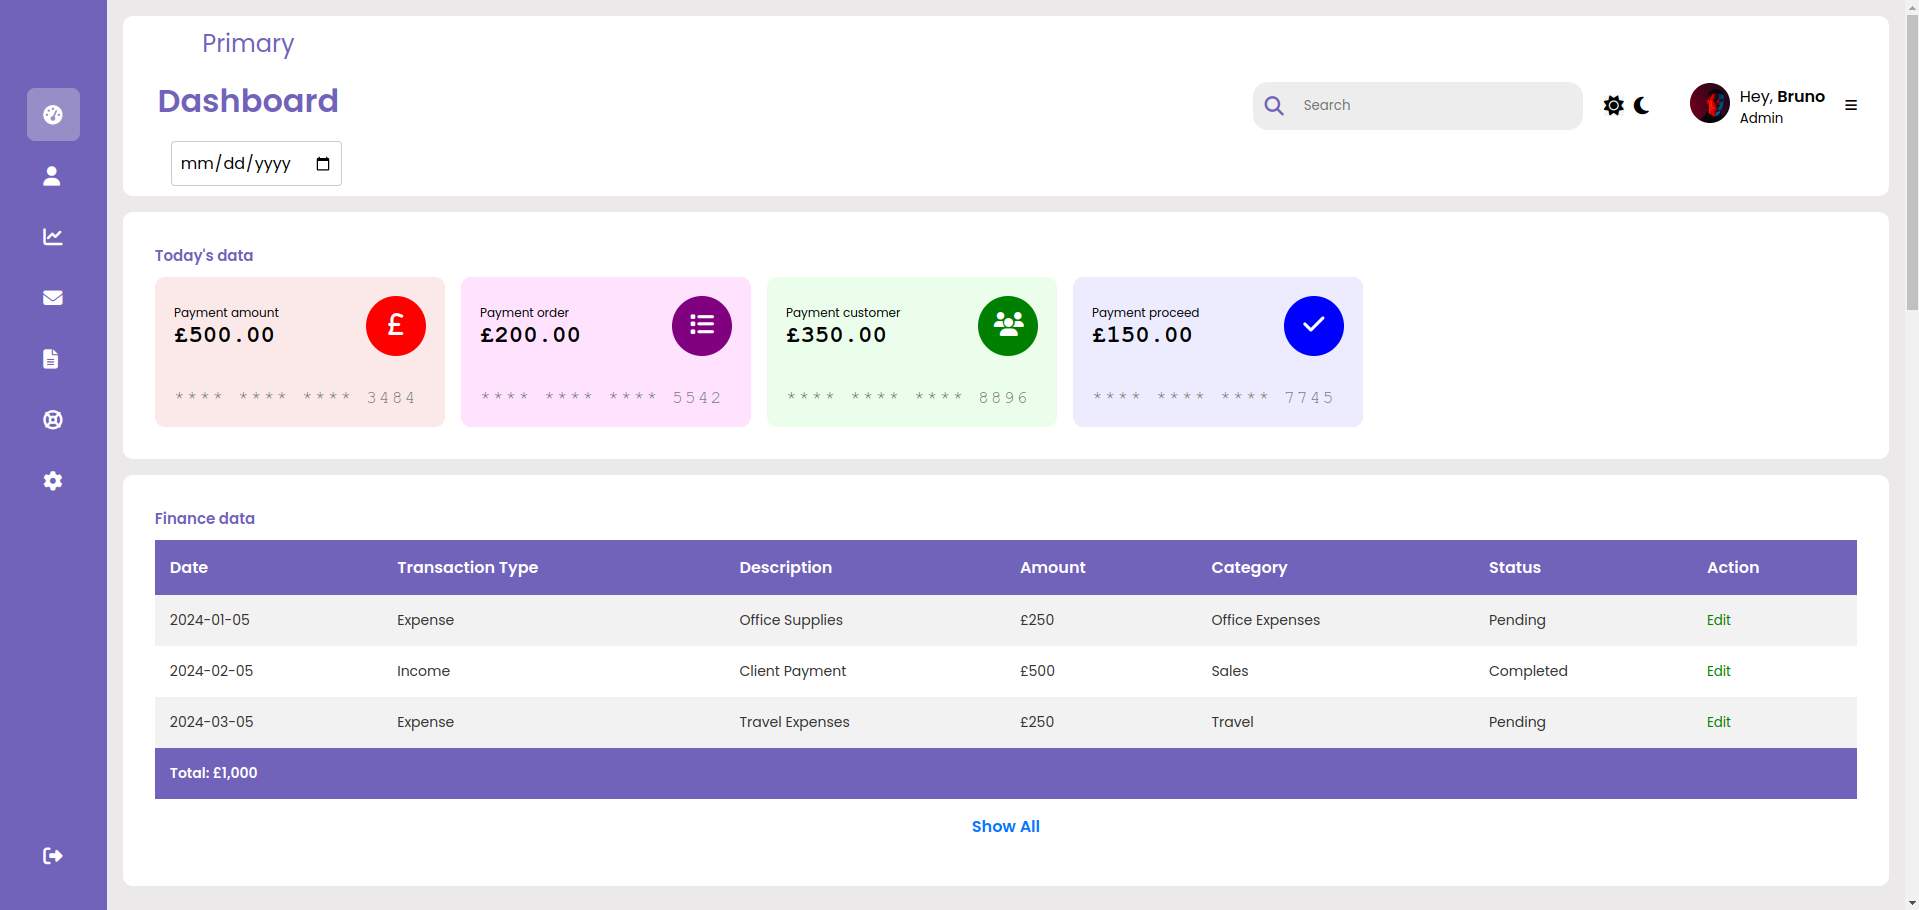 Primary
Dashboard
Search
Hey, Bruno
Admin
mm/dd/yyyy
Today's data
Payment amount
£500.00
£
**** **** **** 3484
Payment order
£200.00
**** **** **** 5542
Payment customer
£350.00
**** **** **** 8896
Payment proceed
£150.00
**** **** **** 7745
Finance data
Date Transaction Type Description Amount Category Status Action
2024-01-05 Expense Office Supplies £250 Office Expenses Pending Edit
2024-02-05 Income Client Payment £500 Sales Completed Edit
2024-03-05 Expense Travel Expenses £250 Travel Pending Edit
Total: £1,000
Show All